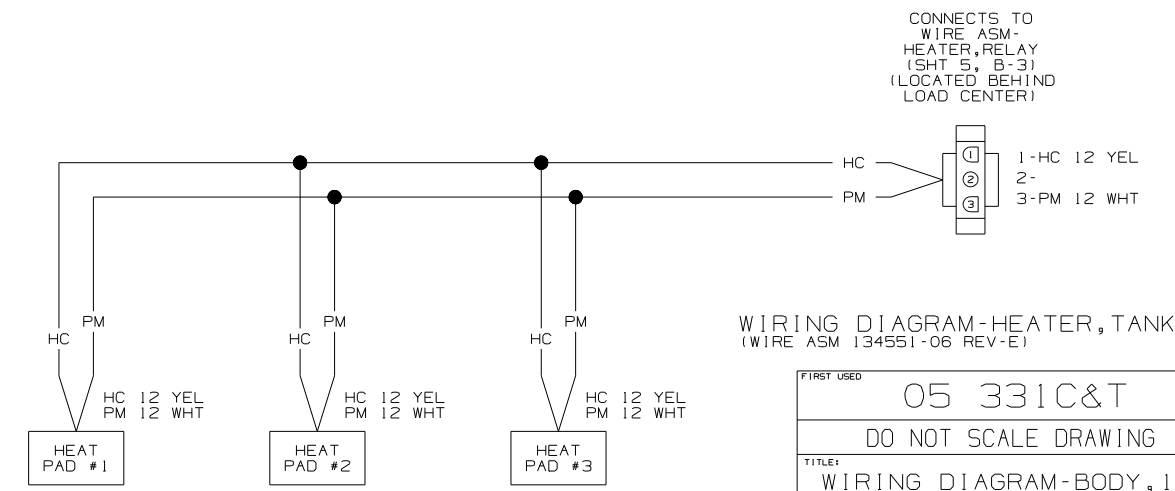 CONNECTS TO
WIRE ASM-
HEATER,RELAY
(SHT 5, B-3)
(LOCATED BEHIND
LOAD CENTER)
HC
PM
1
2
3
1-HC 12 YEL
2-
3-PM 12 WHT
PM
HC
PM
HC
PM
HC
HC 12 YEL
PM 12 WHT
HC 12 YEL
PM 12 WHT
HC 12 YEL
PM 12 WHT
HEAT
PAD #1
HEAT
PAD #2
HEAT
PAD #3
WIRING DIAGRAM-HEATER,TANK
(WIRE ASM 134551-06 REV-E)
FIRST USED
05 331C&T
DO NOT SCALE DRAWING
TITLE:
WIRING DIAGRAM-BODY,1